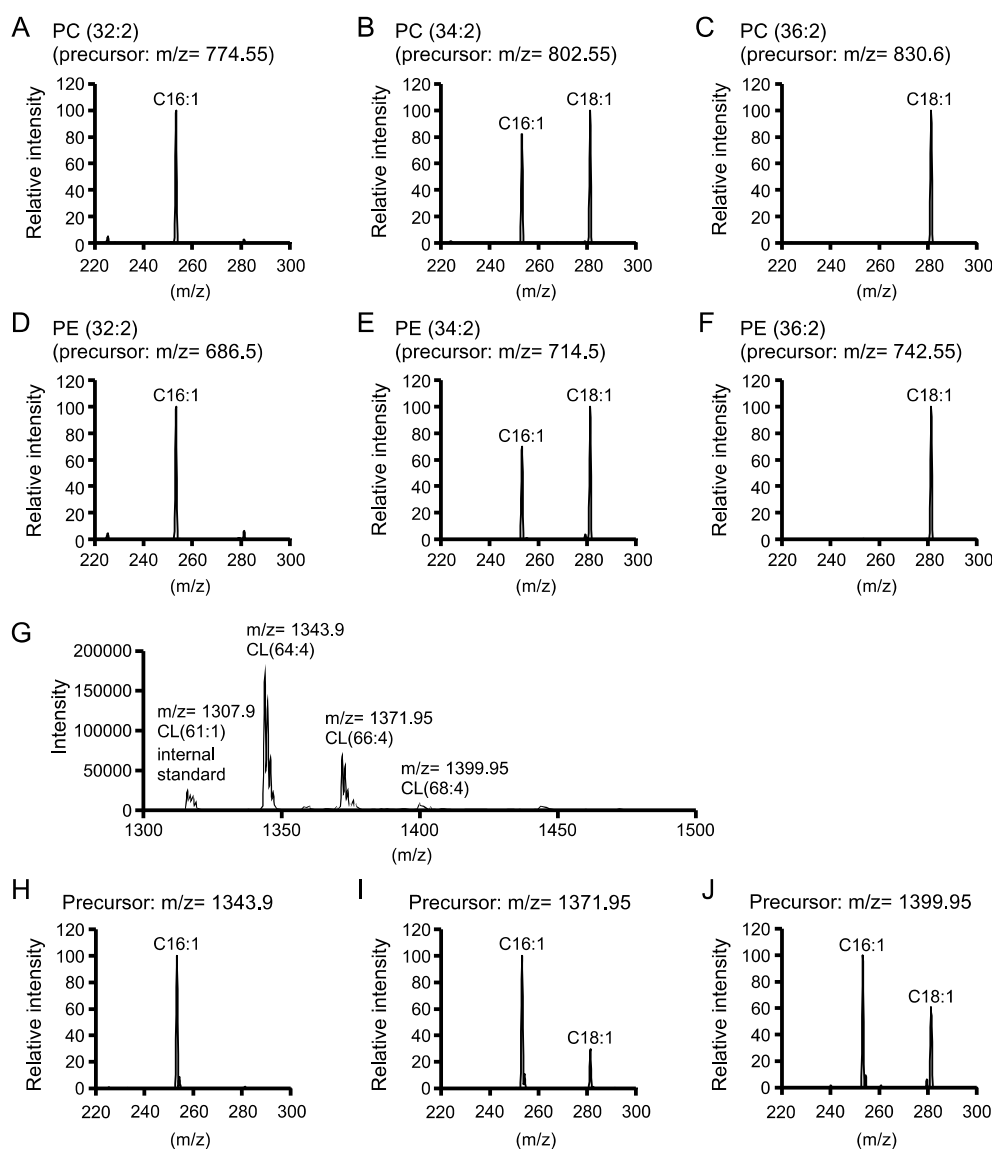 A PC (32:2)
(precursor: m/z= 774.55)
Relative intensity
120
100
80
60
40
20
0
C16:1
220 240 260 280 300
(m/z)
B PC (34:2)
(precursor: m/z= 802.55)
Relative intensity
120
100
80
60
40
20
0
C16:1
C18:1
220 240 260 280 300
(m/z)
C PC (36:2)
(precursor: m/z= 830.6)
Relative intensity
120
100
80
60
40
20
0
C18:1
220 240 260 280 300
(m/z)
D PE (32:2)
(precursor: m/z= 686.5)
Relative intensity
120
100
80
60
40
20
0
C16:1
220 240 260 280 300
(m/z)
E PE (34:2)
(precursor: m/z= 714.5)
Relative intensity
120
100
80
60
40
20
0
C16:1
C18:1
220 240 260 280 300
(m/z)
F PE (36:2)
(precursor: m/z= 742.55)
Relative intensity
120
100
80
60
40
20
0
C18:1
220 240 260 280 300
(m/z)
G
Intensity
200000
150000
100000
50000
0
m/z= 1307.9
CL(61:1)
internal
standard
m/z= 1343.9
CL(64:4)
m/z= 1371.95
CL(66:4)
m/z= 1399.95
CL(68:4)
1300 1350 1400 1450 1500
(m/z)
H Precursor: m/z= 1343.9
Relative intensity
120
100
80
60
40
20
0
C16:1
220 240 260 280 300
(m/z)
I Precursor: m/z= 1371.95
Relative intensity
120
100
80
60
40
20
0
C16:1
C18:1
220 240 260 280 300
(m/z)
J Precursor: m/z= 1399.95
Relative intensity
120
100
80
60
40
20
0
C16:1
C18:1
220 240 260 280 300
(m/z)